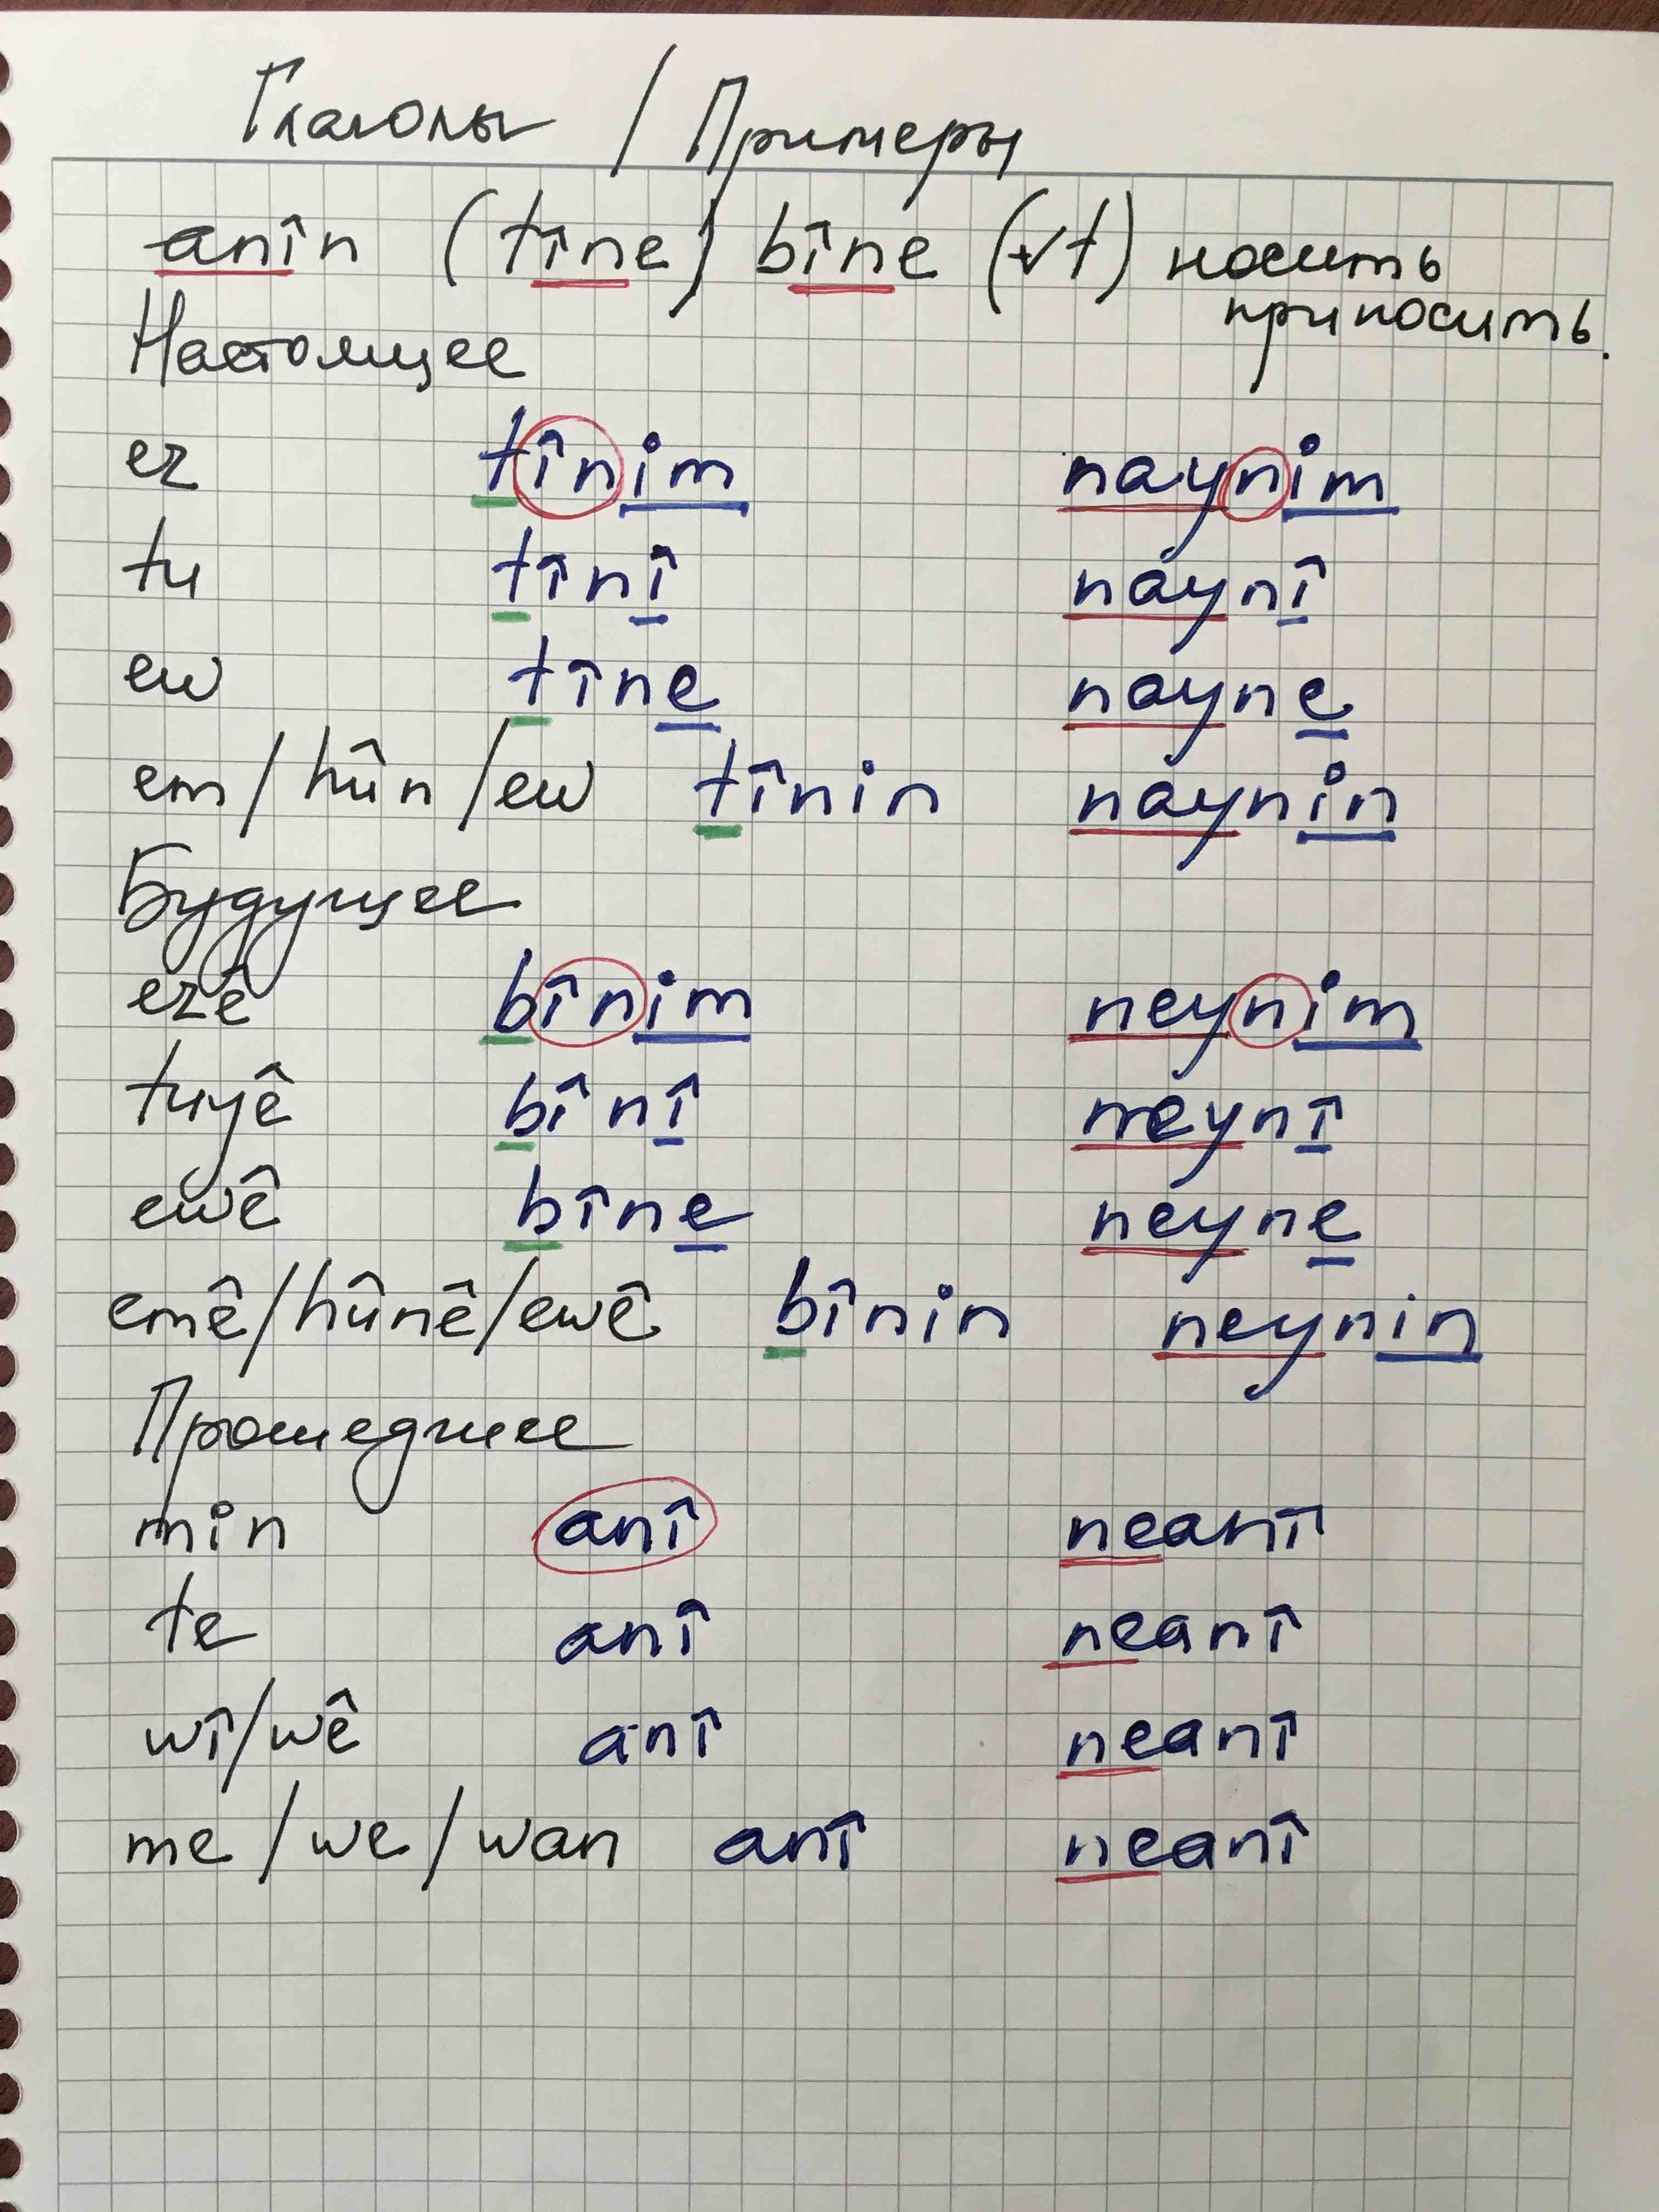 Глаголы / Примеры
anîn (tîne) bîne (vt) носить
приносить.
Настоящее
ez tînim naynim
tu tînî naynî
ew tîne nayne
em/hûn/ew tînin naynin
Будущее
ezê bînim neynim
tuyê bînî neynî
ewê bîne neyne
emê/hûnê/ewê bînin neynin
Прошедшее
min anî neanî
te anî neanî
wî/wê anî neanî
me/we/wan anî neanî